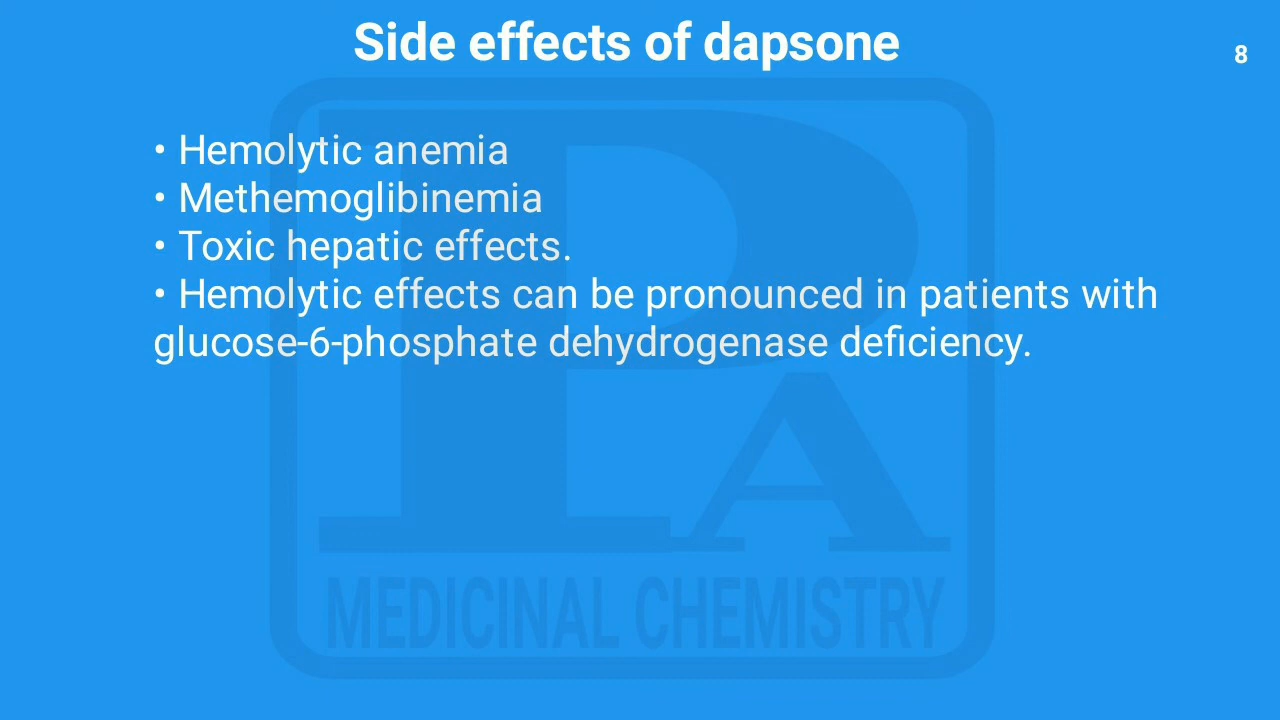 Side effects of dapsone
8
• Hemolytic anemia
• Methemoglibinemia
• Toxic hepatic effects.
• Hemolytic effects can be pronounced in patients with
glucose-6-phosphate dehydrogenase deficiency.
PA
MEDICINAL CHEMISTRY